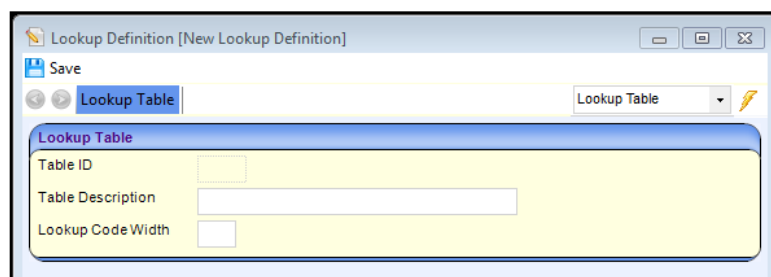 Lookup Definition [New Lookup Definition]
Save
Lookup Table Lookup Table
Lookup Table
Table ID
Table Description
Lookup Code Width